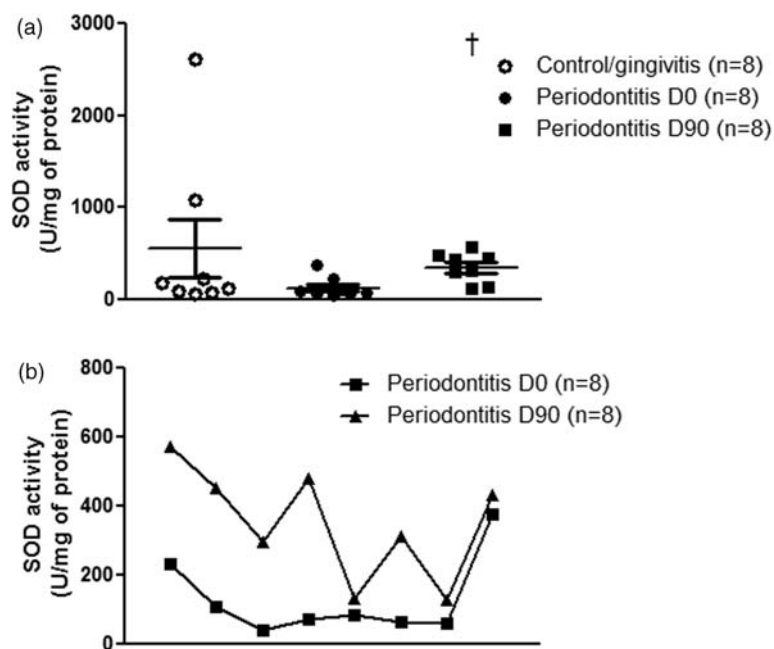 (a)
3000
2000
1000
0
SOD activity
(U/mg of protein)
†
Control/gingivitis (n=8)
Periodontitis D0 (n=8)
Periodontitis D90 (n=8)
(b)
800
600
400
200
0
SOD activity
(U/mg of protein)
Periodontitis D0 (n=8)
Periodontitis D90 (n=8)